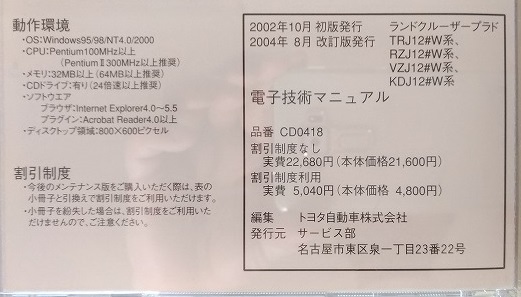 動作環境
・OS:Windows95/98/NT4.0/2000
・CPU:Pentium100MHz以上
(PentiumⅡ300MHz以上推奨)
・メモリ:32MB以上(64MB以上推奨)
・CDドライブ:有り(24倍速以上推奨)
・ソフトウエア
ブラウザ:Internet Explorer4.0～5.5
プラグイン:Acrobat Reader4.0以上
・ディスクトップ領域:800×600ピクセル
割引制度
・今後のメンテナンス版をご購入いただく際は、表の
小冊子と引換えで割引制度をご利用いただけます。
・小冊子を紛失した場合は、割引制度をご利用いた
だけませんので、ご注意ください。
2002年10月 初版発行 ランドクルーザープラド
2004年 8月 改訂版発行 TRJ12#W系、
RZJ12#W系、
VZJ12#W系、
KDJ12#W系
電子技術マニュアル
品番 CD0418
割引制度なし
実費22,680円(本体価格21,600円)
割引制度利用
実費 5,040円(本体価格 4,800円)
編集 トヨタ自動車株式会社
発行元 サービス部
名古屋市東区泉一丁目23番22号